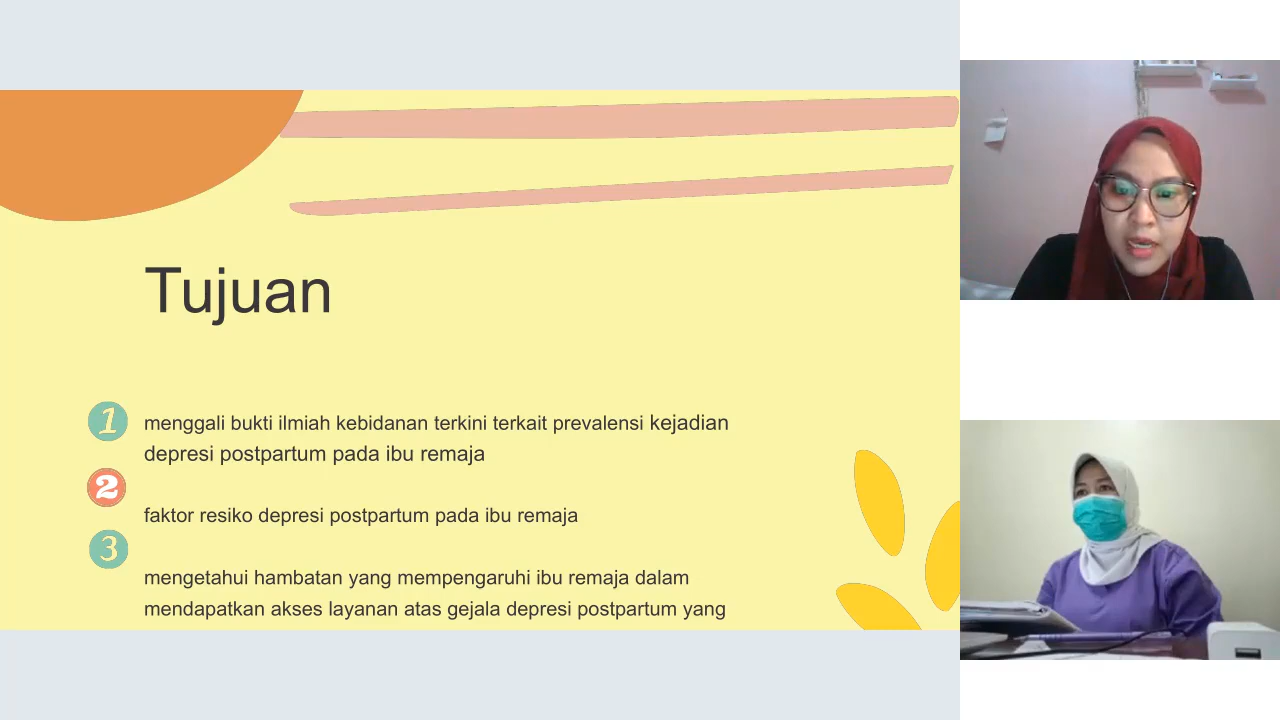 Tujuan
1 menggali bukti ilmiah kebidanan terkini terkait prevalensi kejadian
depresi postpartum pada ibu remaja
2
faktor resiko depresi postpartum pada ibu remaja
3
mengetahui hambatan yang mempengaruhi ibu remaja dalam
mendapatkan akses layanan atas gejala depresi postpartum yang